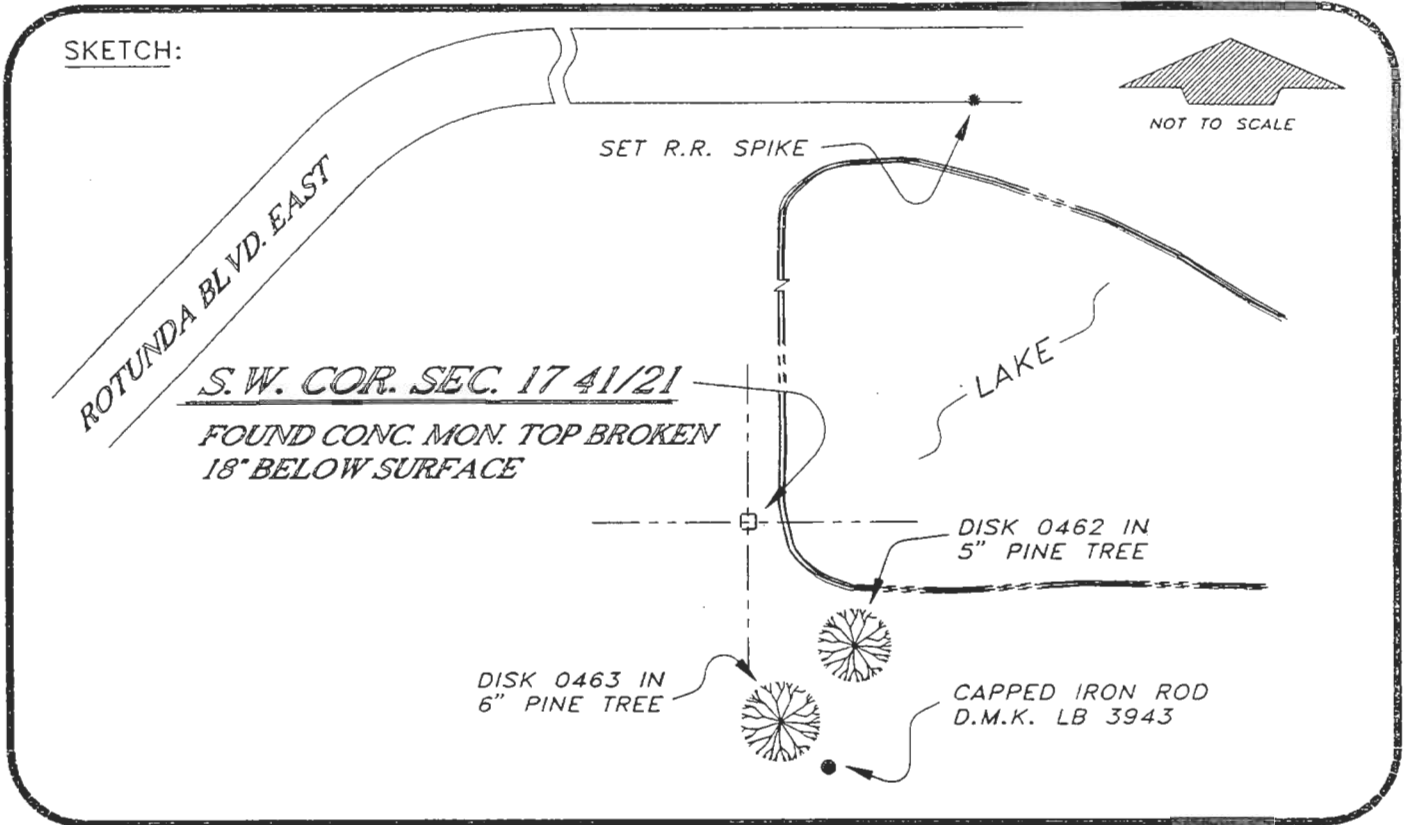 SKETCH:
NOT TO SCALE
SET R.R. SPIKE
ROTUNDA BLVD. EAST
LAKE
S.W. COR. SEC. 17 41/21
FOUND CONC. MON. TOP BROKEN
18" BELOW SURFACE
DISK 0462 IN
5" PINE TREE
DISK 0463 IN
6" PINE TREE
CAPPED IRON ROD
D.M.K. LB 3943